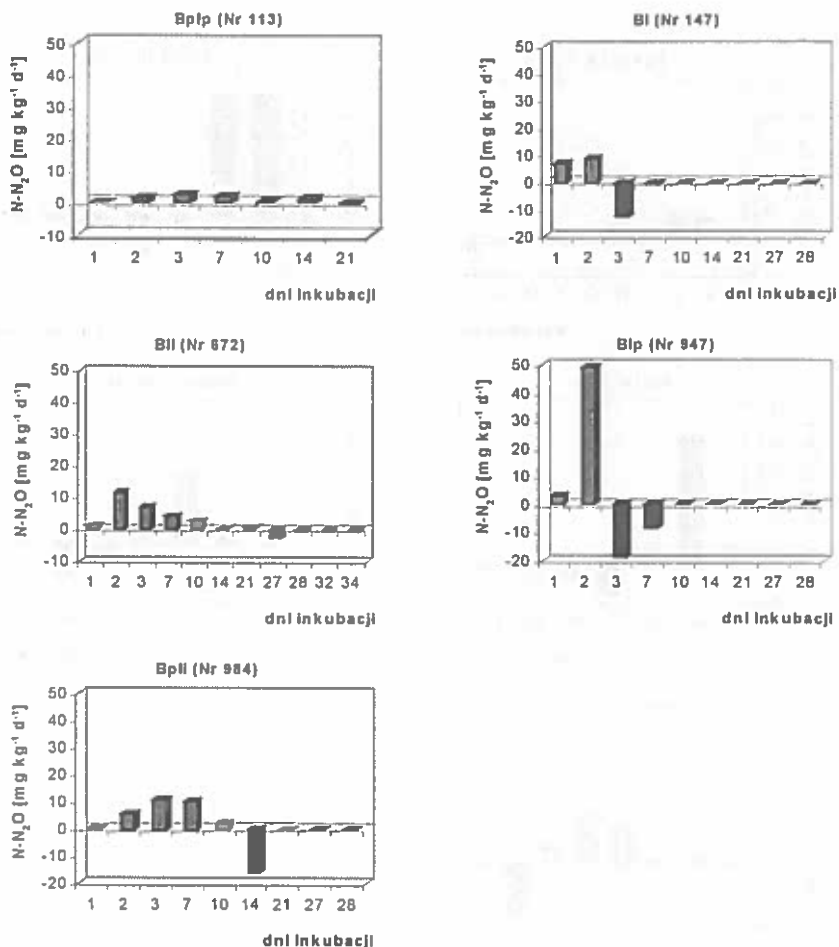 Bplp (Nr 113)
N-N₂O [mg kg⁻¹ d⁻¹]
50
40
30
20
10
0
-10
1 2 3 7 10 14 21
dni inkubacji
Bl (Nr 147)
N-N₂O [mg kg⁻¹ d⁻¹]
50
40
30
20
10
0
-10
-20
1 2 3 7 10 14 21 27 28
dni inkubacji
Bli (Nr 672)
N-N₂O [mg kg⁻¹ d⁻¹]
50
40
30
20
10
0
-10
1 2 3 7 10 14 21 27 28 32 34
dni inkubacji
Blp (Nr 947)
N-N₂O [mg kg⁻¹ d⁻¹]
50
40
30
20
10
0
-10
-20
1 2 3 7 10 14 21 27 28
dni inkubacji
Bpli (Nr 984)
N-N₂O [mg kg⁻¹ d⁻¹]
50
40
30
20
10
0
-10
-20
1 2 3 7 10 14 21 27 28
dni inkubacji